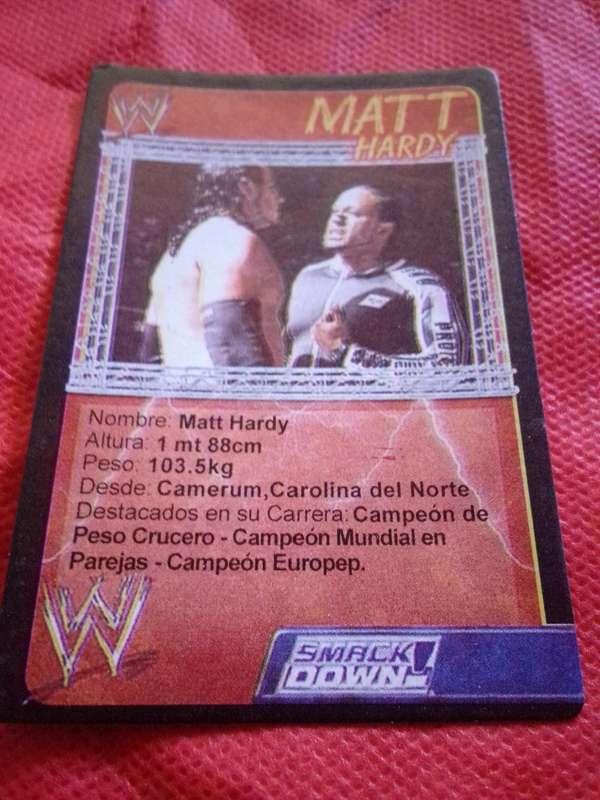 W
MATT
HARDY
Nombre: Matt Hardy
Altura: 1 mt 88cm
Peso: 103.5kg
Desde: Camerum,Carolina del Norte
Destacados en su Carrera: Campeón de
Peso Crucero - Campeón Mundial en
Parejas - Campeón Europep.
W
SMACK
DOWN!